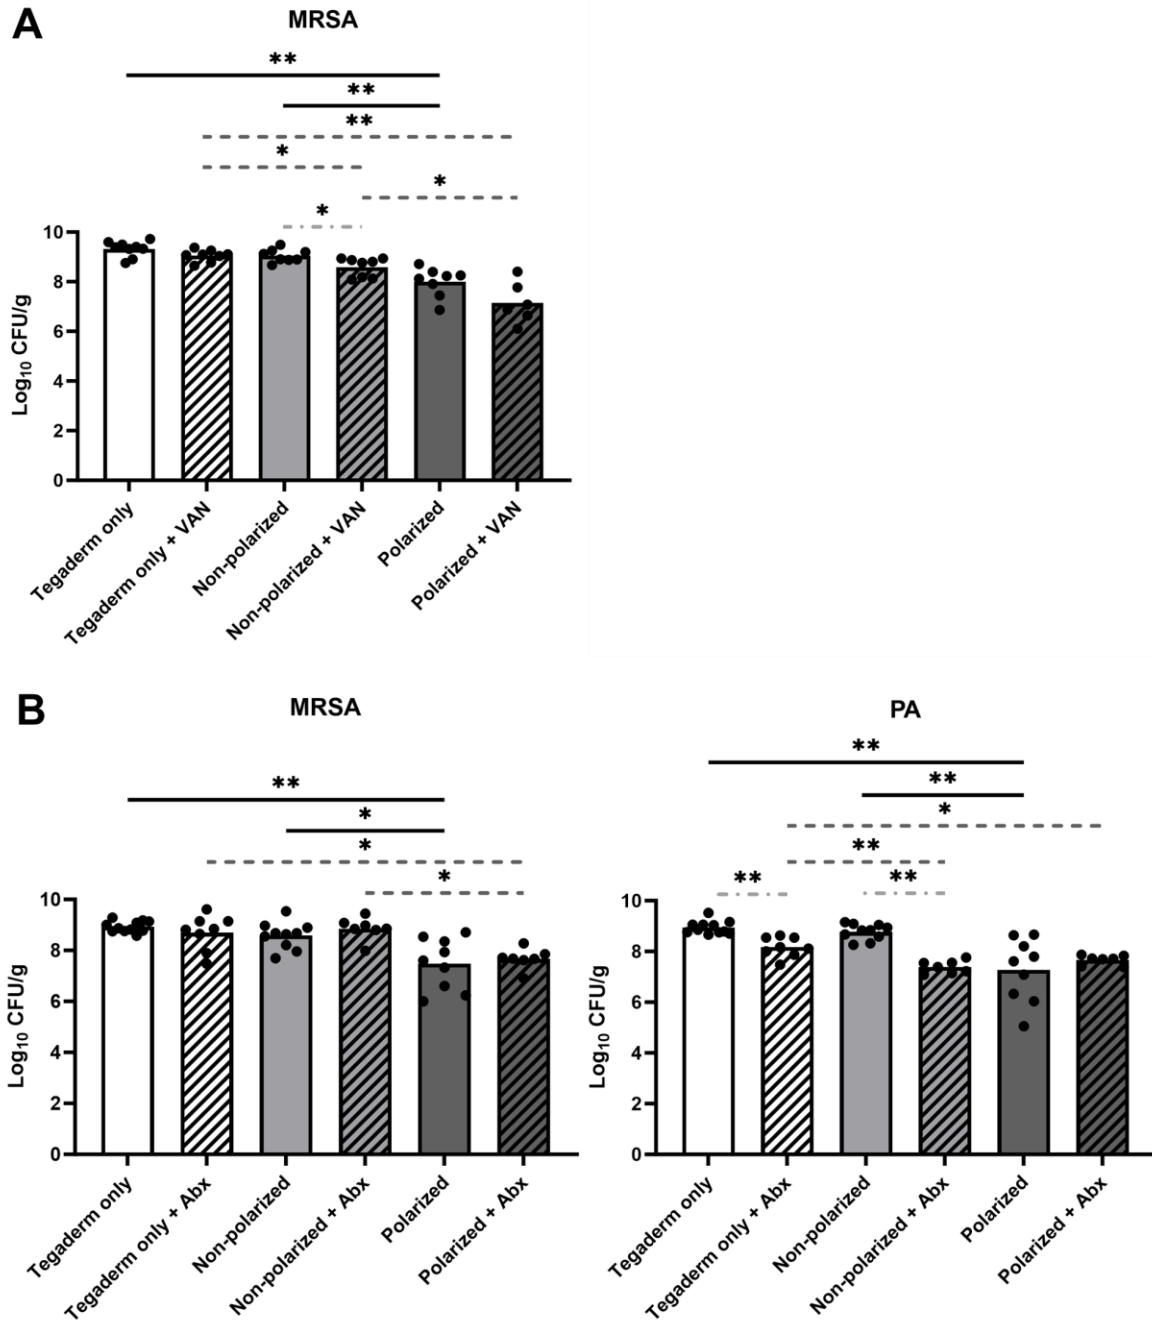 A
MRSA
**
**
**
*
*
*
Log₁₀ CFU/g
10
8
6
4
2
0
Tegaderm only
Tegaderm only + VAN
Non-polarized
Non-polarized + VAN
Polarized
Polarized + VAN
B
MRSA
**
*
*
*
Log₁₀ CFU/g
10
8
6
4
2
0
Tegaderm only
Tegaderm only + Abx
Non-polarized
Non-polarized + Abx
Polarized
Polarized + Abx
PA
**
**
*
**
** **
Log₁₀ CFU/g
10
8
6
4
2
0
Tegaderm only
Tegaderm only + Abx
Non-polarized
Non-polarized + Abx
Polarized
Polarized + Abx